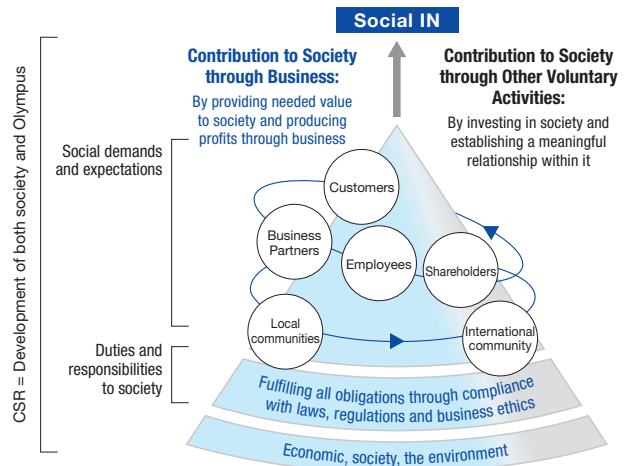 Social IN
Contribution to Society
through Business:
By providing needed value
to society and producing
profits through business
Contribution to Society
through Other Voluntary
Activities:
By investing in society and
establishing a meaningful
relationship within it
CSR = Development of both society and Olympus
Social demands
and expectations
Customers
Business
Partners
Employees
Shareholders
Local
communities
International
community
Duties and
responsibilities
to society
Fulfilling all obligations through compliance
with laws, regulations and business ethics
Economic, society, the environment